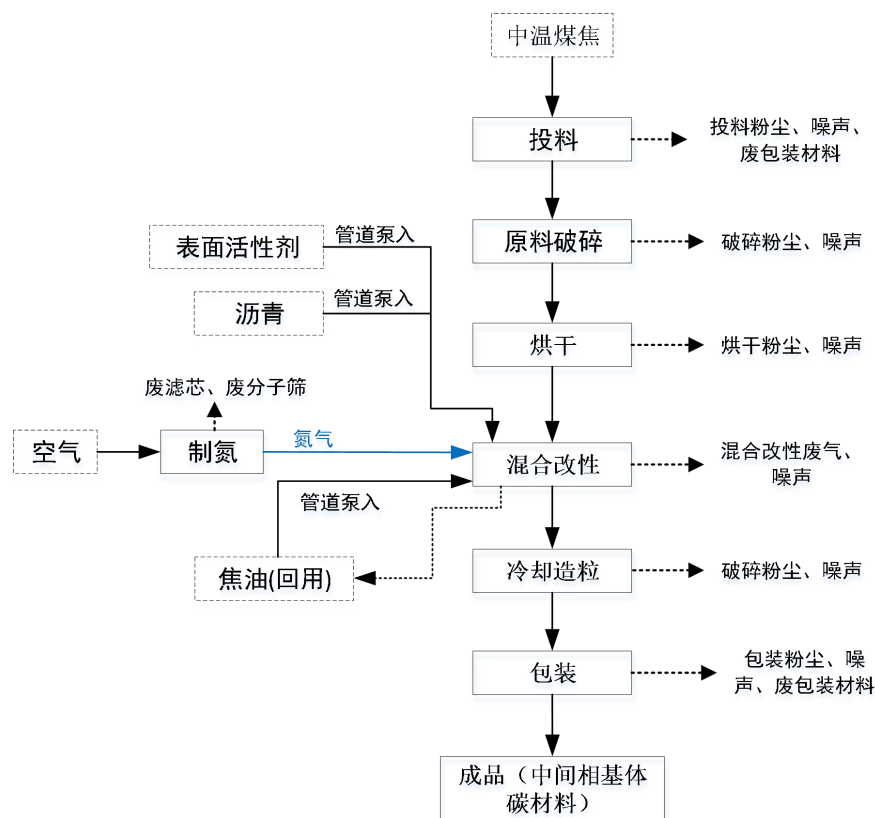 中温煤焦
投料
投料粉尘、噪声、
废包装材料
原料破碎
破碎粉尘、噪声
表面活性剂
管道泵入
沥青
管道泵入
烘干
烘干粉尘、噪声
废滤芯、废分子筛
空气
制氮
氮气
混合改性
混合改性废气、
噪声
管道泵入
焦油(回用)
冷却造粒
破碎粉尘、噪声
包装
包装粉尘、噪
声、废包装材料
成品（中间相基体
碳材料）